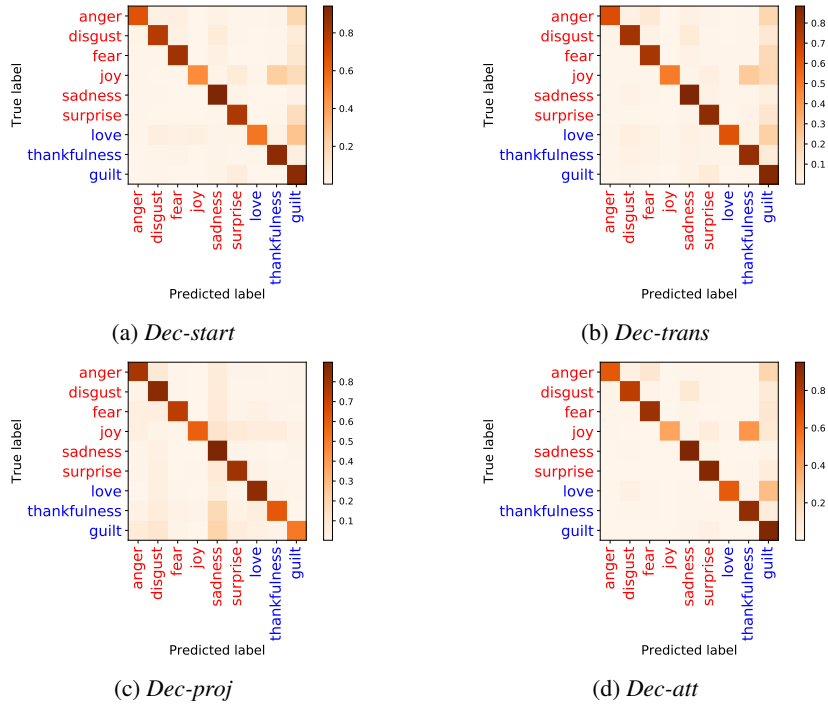 anger
disgust
fear
joy
sadness
surprise
love
thankfulness
guilt
True label
anger
disgust
fear
joy
sadness
surprise
love
thankfulness
guilt
Predicted label
0.8
0.6
0.4
0.2
(a) Dec-start
anger
disgust
fear
joy
sadness
surprise
love
thankfulness
guilt
True label
anger
disgust
fear
joy
sadness
surprise
love
thankfulness
guilt
Predicted label
0.8
0.7
0.6
0.5
0.4
0.3
0.2
0.1
(b) Dec-trans
anger
disgust
fear
joy
sadness
surprise
love
thankfulness
guilt
True label
anger
disgust
fear
joy
sadness
surprise
love
thankfulness
guilt
Predicted label
0.8
0.7
0.6
0.5
0.4
0.3
0.2
0.1
(c) Dec-proj
anger
disgust
fear
joy
sadness
surprise
love
thankfulness
guilt
True label
anger
disgust
fear
joy
sadness
surprise
love
thankfulness
guilt
Predicted label
0.8
0.6
0.4
0.2
(d) Dec-att